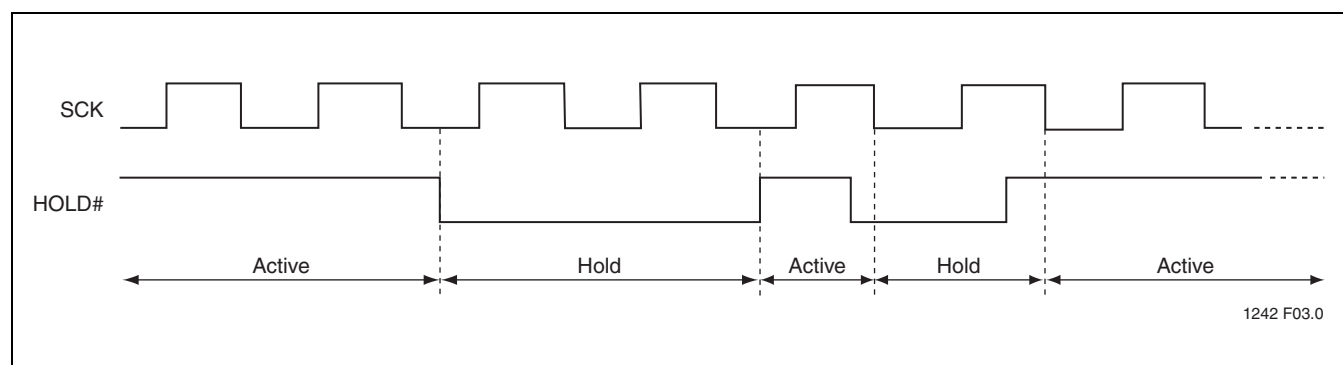 SCK
HOLD#
Active Hold Active Hold Active
1242 F03.0